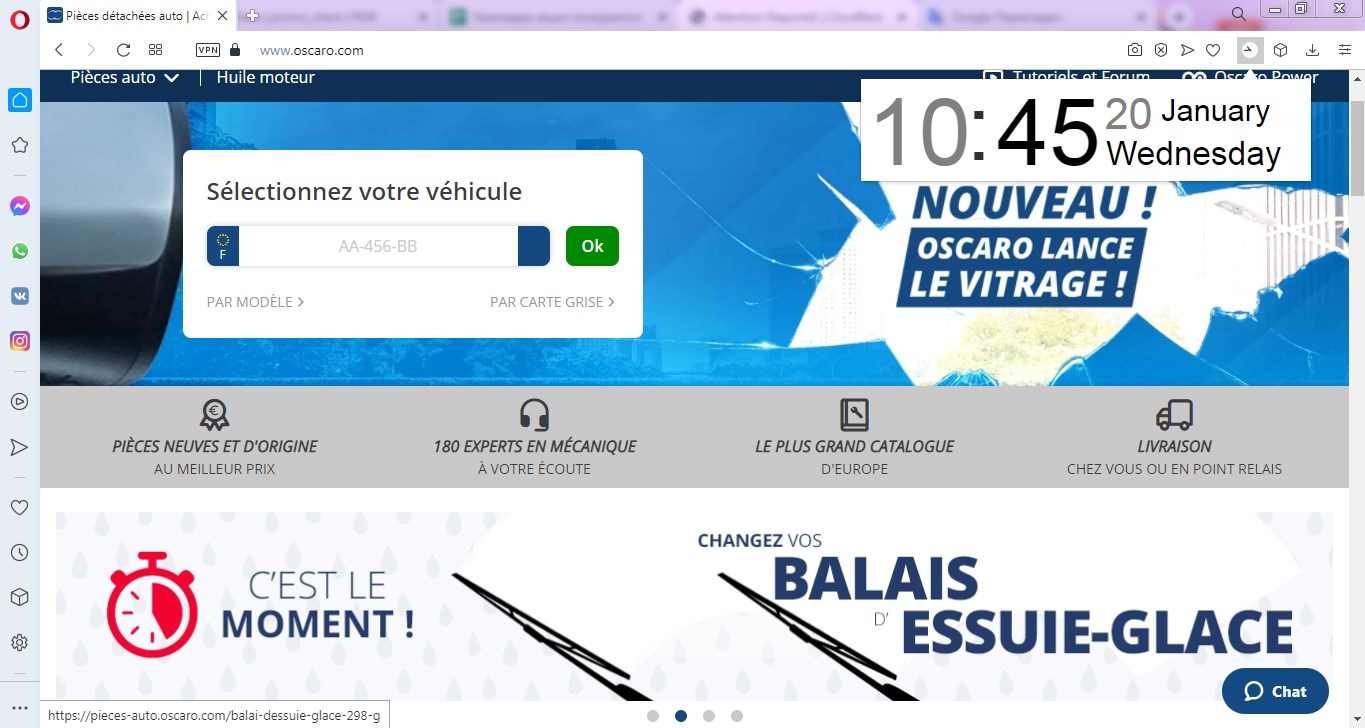 Pièces détachées auto | Ac
VPN
www.oscaro.com
Pièces auto
Huile moteur
Tutoriels et Forum
Oscaro Power
10:45
20 January
Wednesday
Sélectionnez votre véhicule
F
AA-456-BB
Ok
PAR MODÈLE >
PAR CARTE GRISE >
NOUVEAU !
OSCARO LANCE
LE VITRAGE !
PIÈCES NEUVES ET D'ORIGINE
AU MEILLEUR PRIX
180 EXPERTS EN MÉCANIQUE
À VOTRE ÉCOUTE
LE PLUS GRAND CATALOGUE
D'EUROPE
LIVRAISON
CHEZ VOUS OU EN POINT RELAIS
C'EST LE
MOMENT !
CHANGEZ VOS
BALAIS
D' ESSUIE-GLACE
Chat
https://pieces-auto.oscaro.com/balai-dessuie-glace-298-g